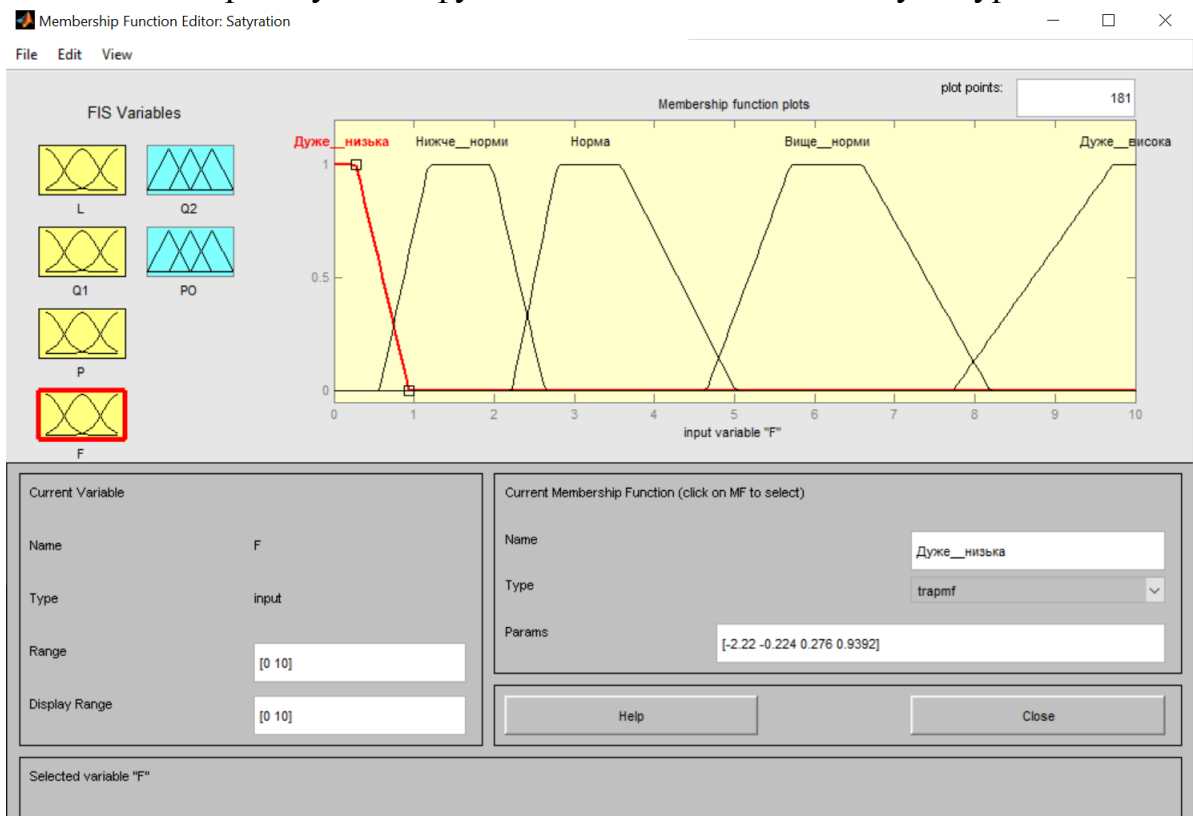 Membership Function Editor: Satyration
File Edit View
FIS Variables
plot points:
181
Membership function plots
Дуже__низька Нижче__норми Норма Вище__норми Дуже__висока
1
0.5
0
0 1 2 3 4 5 6 7 8 9 10
input variable "F"
L Q2
Q1 PO
P
F
Current Variable
Name F
Type input
Range [0 10]
Display Range [0 10]
Current Membership Function (click on MF to select)
Name Дуже__низька
Type trapmf
Params [-2.22 -0.224 0.276 0.9392]
Help Close
Selected variable "F"